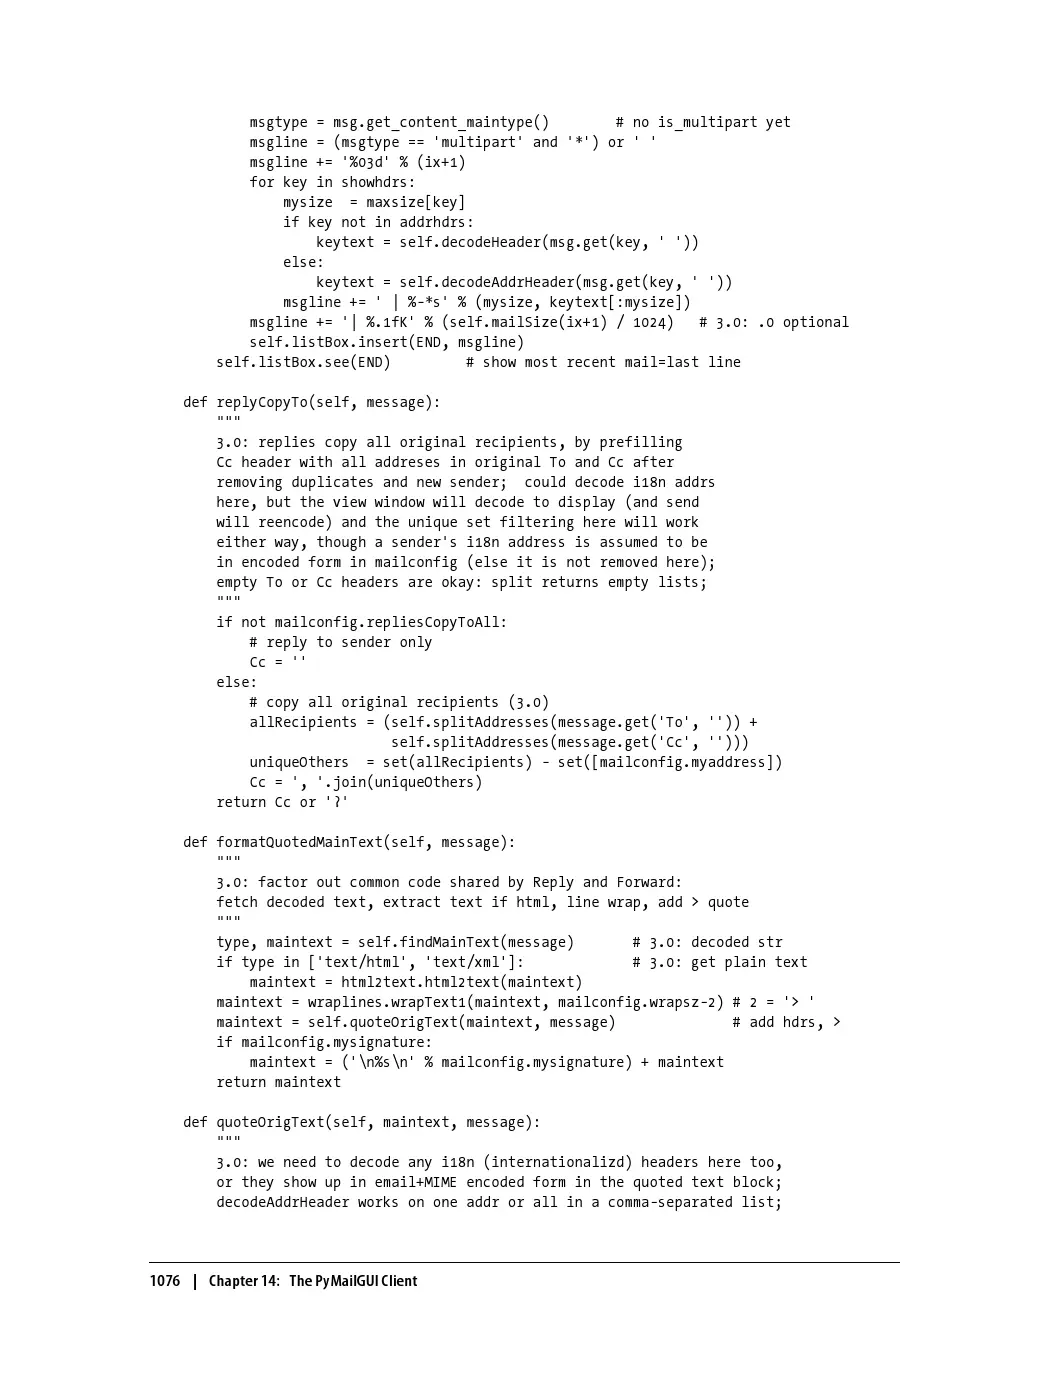 msgtype = msg.get_content_maintype()        # no is_multipart yet
        msgline = (msgtype == 'multipart' and '*') or ' '
        msgline += '%03d' % (ix+1)
        for key in showhdrs:
            mysize  = maxsize[key]
            if key not in addrhdrs:
                keytext = self.decodeHeader(msg.get(key, ' '))
            else:
                keytext = self.decodeAddrHeader(msg.get(key, ' '))
            msgline += ' | %-*s' % (mysize, keytext[:mysize])
        msgline += '| %.1fK' % (self.mailSize(ix+1) / 1024)   # 3.0: .0 optional
        self.listBox.insert(END, msgline)
    self.listBox.see(END)         # show most recent mail=last line

def replyCopyTo(self, message):
    """
    3.0: replies copy all original recipients, by prefilling
    Cc header with all addreses in original To and Cc after
    removing duplicates and new sender;  could decode i18n addrs
    here, but the view window will decode to display (and send
    will reencode) and the unique set filtering here will work
    either way, though a sender's i18n address is assumed to be
    in encoded form in mailconfig (else it is not removed here);
    empty To or Cc headers are okay: split returns empty lists;
    """
    if not mailconfig.repliesCopyToAll:
        # reply to sender only
        Cc = ''
    else:
        # copy all original recipients (3.0)
        allRecipients = (self.splitAddresses(message.get('To', '')) +
                         self.splitAddresses(message.get('Cc', '')))
        uniqueOthers  = set(allRecipients) - set([mailconfig.myaddress])
        Cc = ', '.join(uniqueOthers)
    return Cc or '?'

def formatQuotedMainText(self, message):
    """
    3.0: factor out common code shared by Reply and Forward:
    fetch decoded text, extract text if html, line wrap, add > quote
    """
    type, maintext = self.findMainText(message)       # 3.0: decoded str
    if type in ['text/html', 'text/xml']:             # 3.0: get plain text
        maintext = html2text.html2text(maintext)
    maintext = wraplines.wrapText1(maintext, mailconfig.wrapsz-2) # 2 = '> '
    maintext = self.quoteOrigText(maintext, message)              # add hdrs, >
    if mailconfig.mysignature:
        maintext = ('\n%s\n' % mailconfig.mysignature) + maintext
    return maintext

def quoteOrigText(self, maintext, message):
    """
    3.0: we need to decode any i18n (internationalizd) headers here too,
    or they show up in email+MIME encoded form in the quoted text block;
    decodeAddrHeader works on one addr or all in a comma-separated list;

1076 | Chapter 14: The PyMailGUI Client